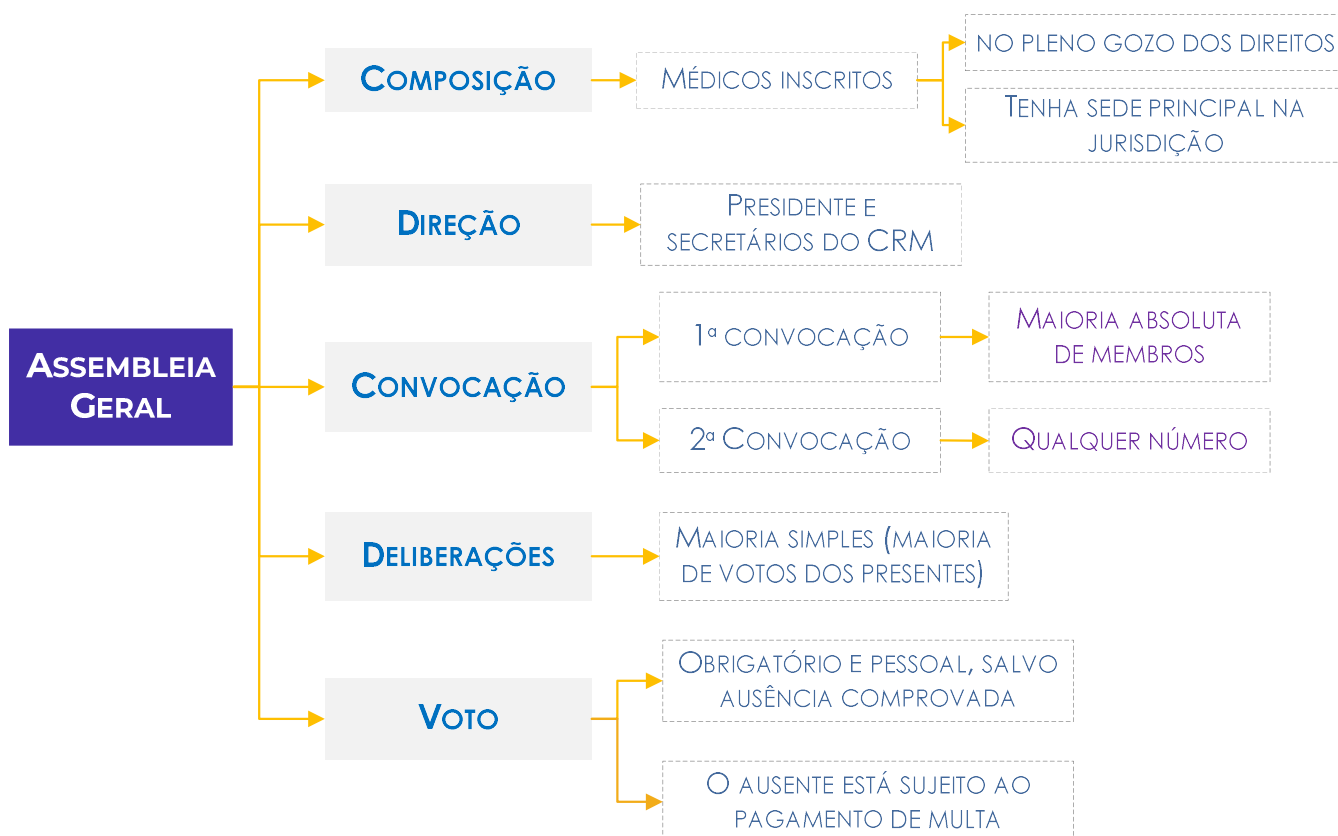 ASSEMBLEIA
GERAL
COMPOSIÇÃO
MÉDICOS INSCRITOS
NO PLENO GOZO DOS DIREITOS
TENHA SEDE PRINCIPAL NA
JURISDIÇÃO
DIREÇÃO
PRESIDENTE E
SECRETÁRIOS DO CRM
CONVOCAÇÃO
1ª CONVOCAÇÃO
MAIORIA ABSOLUTA
DE MEMBROS
2ª CONVOCAÇÃO
QUALQUER NÚMERO
DELIBERAÇÕES
MAIORIA SIMPLES (MAIORIA
DE VOTOS DOS PRESENTES)
VOTO
OBRIGATÓRIO E PESSOAL, SALVO
AUSÊNCIA COMPROVADA
O AUSENTE ESTÁ SUJEITO AO
PAGAMENTO DE MULTA